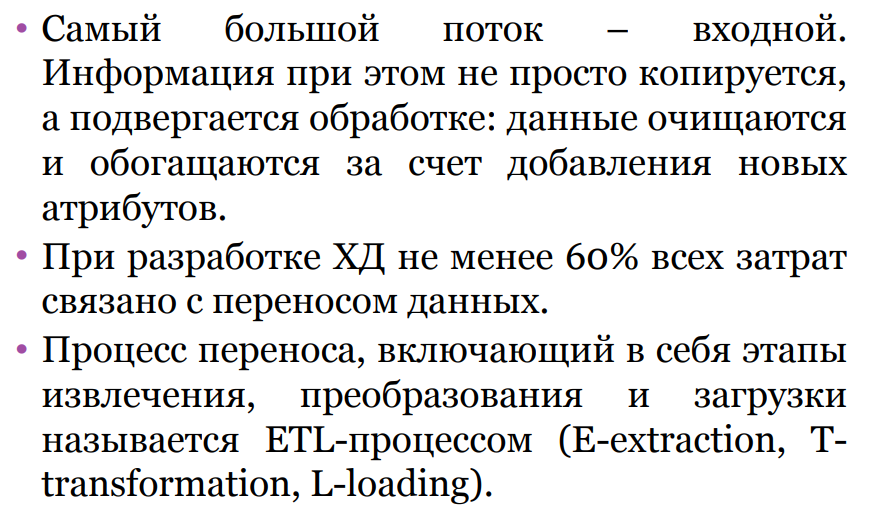 • Самый большой поток – входной.
Информация при этом не просто копируется,
а подвергается обработке: данные очищаются
и обогащаются за счет добавления новых
атрибутов.
• При разработке ХД не менее 60% всех затрат
связано с переносом данных.
• Процесс переноса, включающий в себя этапы
извлечения, преобразования и загрузки
называется ETL-процессом (E-extraction, T-
transformation, L-loading).